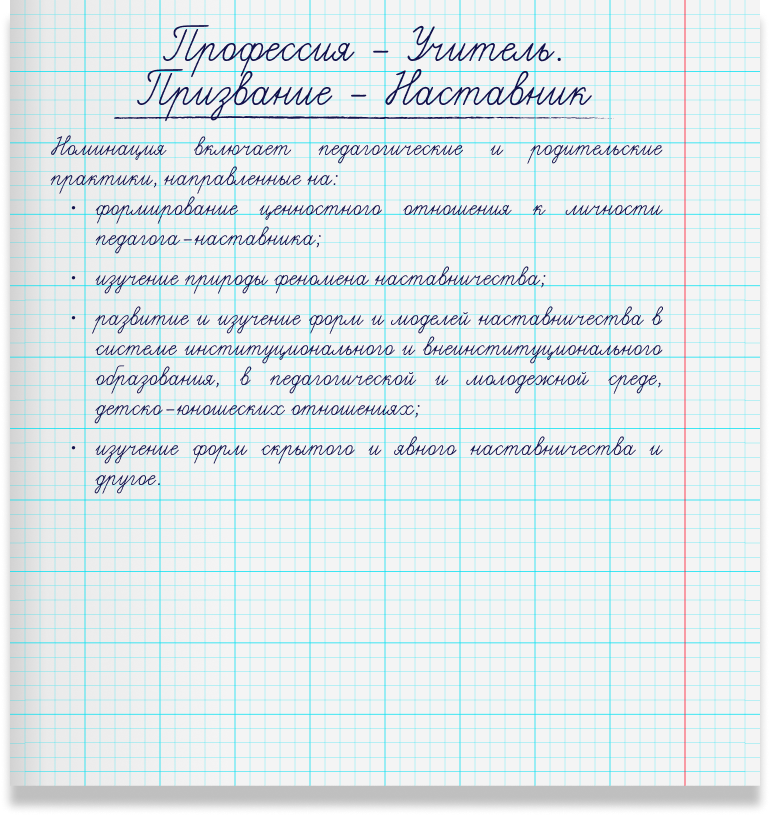 Профессия – Учитель.
Призвание – Наставник
Номинация включает педагогические и родительские
практики, направленные на:
• формирование ценностного отношения к личности
педагога-наставника;
• изучение природы феномена наставничества;
• развитие и изучение форм и моделей наставничества в
системе институционального и внеинституционального
образования, в педагогической и молодежной среде,
детско-юношеских отношениях;
• изучение форм скрытого и явного наставничества и
другое.